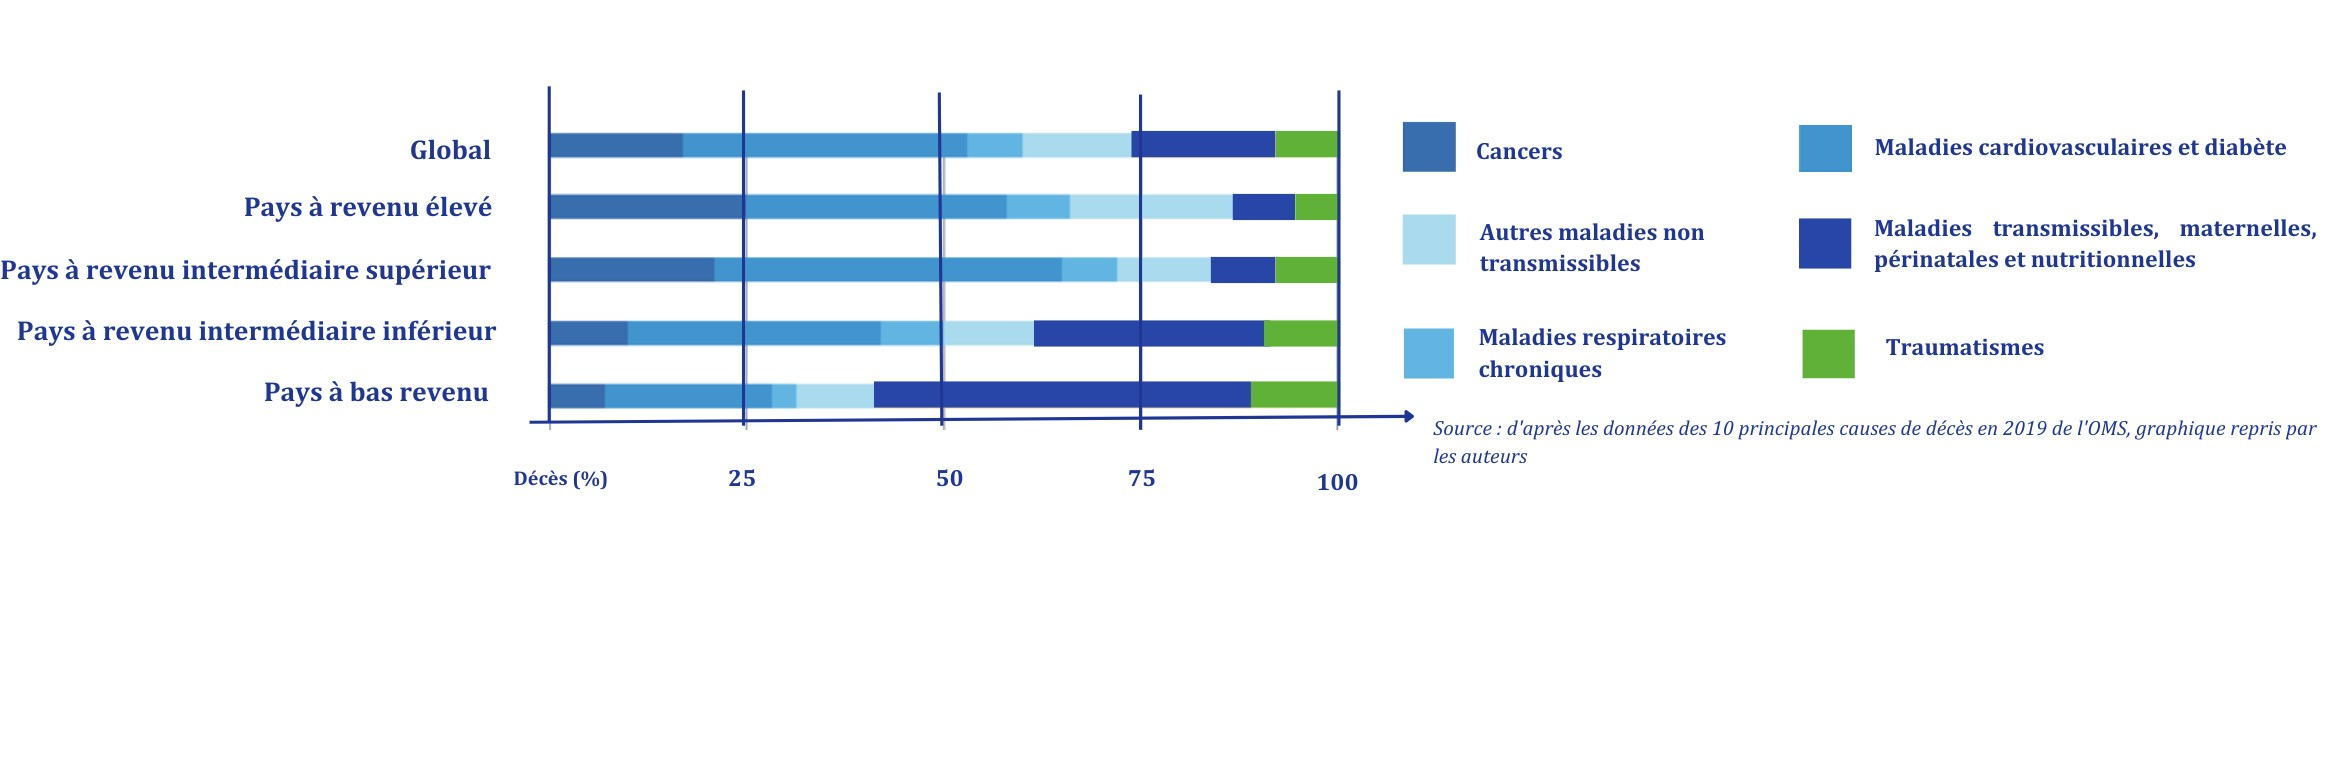 Global
Pays à revenu élevé
Pays à revenu intermédiaire supérieur
Pays à revenu intermédiaire inférieur
Pays à bas revenu
Décès (%)
25
50
75
100
Cancers
Maladies cardiovasculaires et diabète
Autres maladies non
transmissibles
Maladies transmissibles, maternelles,
périnatales et nutritionnelles
Maladies respiratoires
chroniques
Traumatismes
Source : d'après les données des 10 principales causes de décès en 2019 de l'OMS, graphique repris par
les auteurs